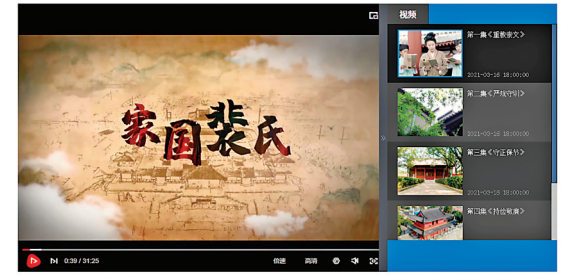 家国裴氏
0:39 / 31:25
倍速
高清
视频
第一集《重教崇文》
2021-03-16 18:00:00
第二集《严规守训》
2021-03-16 18:00:00
第三集《守正保节》
2021-03-16 18:00:00
第四集《持俭敬廉》